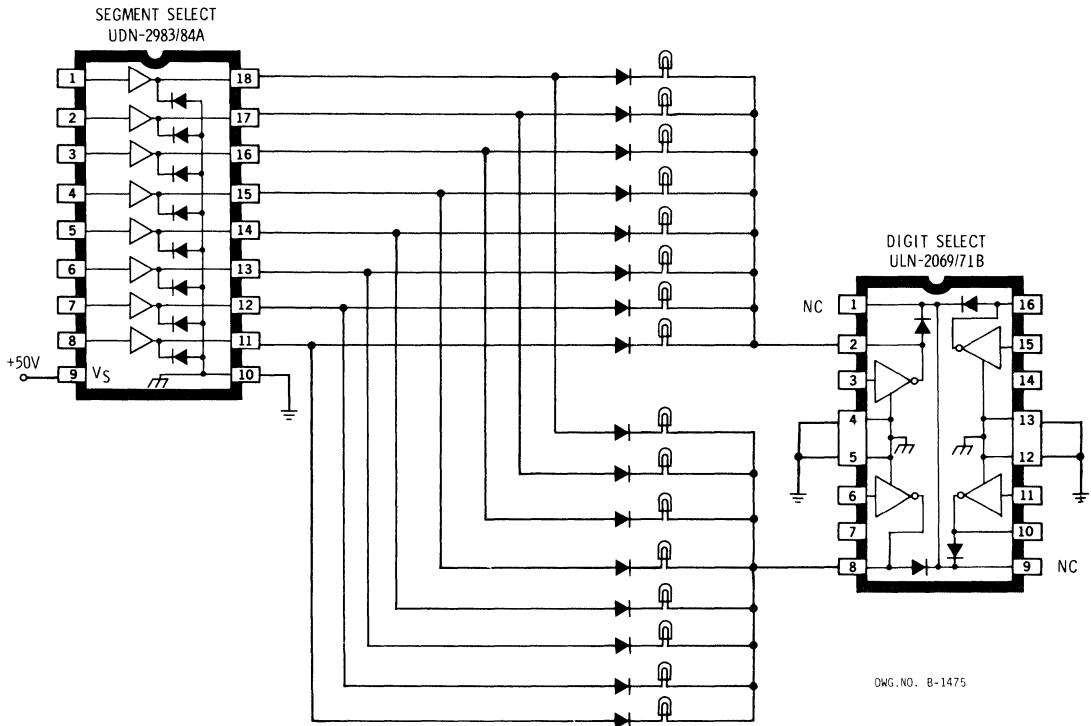 SEGMENT SELECT
UDN-2983/84A
1 18
2 17
3 16
4 15
5 14
6 13
7 12
8 11
+50V
9 VS 10
DIGIT SELECT
ULN-2069/71B
NC 1 16
2 15
3 14
4 13
5 12
6 11
7 10
8 9 NC
DWG.NO. B-1475